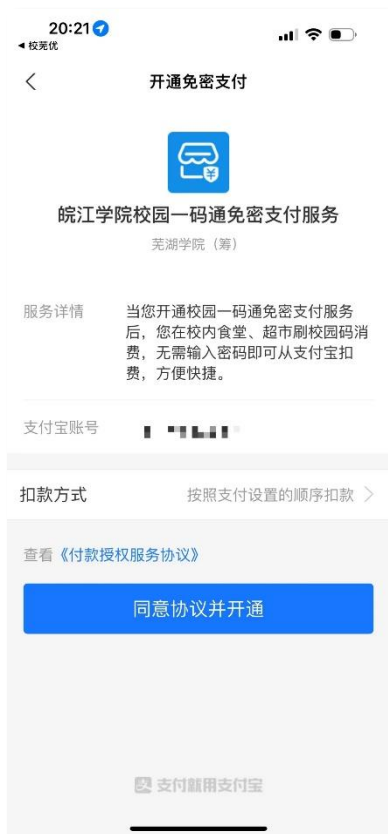 20:21
◀ 校芜优
开通免密支付
皖江学院校园一码通免密支付服务
芜湖学院（筹）
服务详情
当您开通校园一码通免密支付服务
后，您在校内食堂、超市刷校园码消
费，无需输入密码即可从支付宝扣
费，方便快捷。
支付宝账号
扣款方式
按照支付设置的顺序扣款
查看《付款授权服务协议》
同意协议并开通
支付就用支付宝